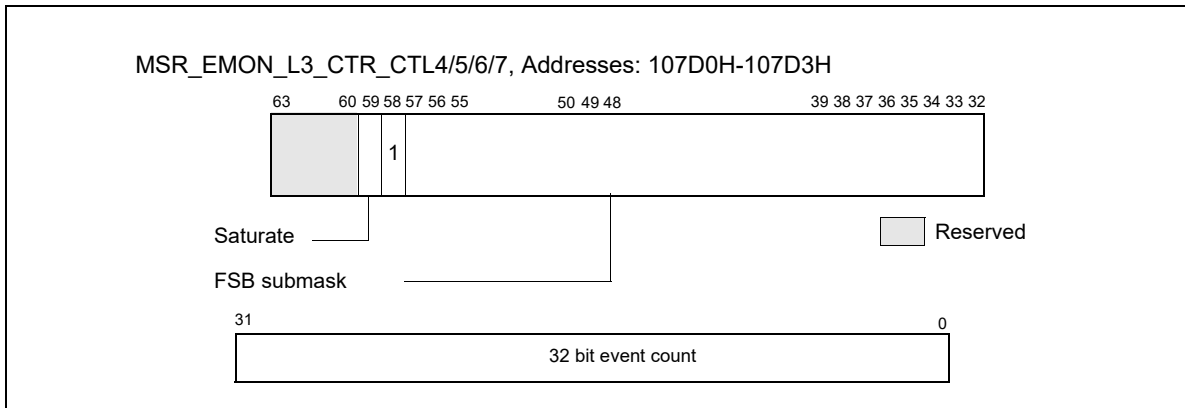 MSR_EMON_L3_CTR_CTL4/5/6/7, Addresses: 107D0H-107D3H
63 60 59 58 57 56 55 50 49 48 39 38 37 36 35 34 33 32
1
Saturate
Reserved
FSB submask
31 0
32 bit event count